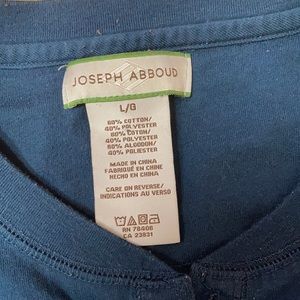 JOSEPH ABBOUD
L/G
60% COTTON/
40% POLYESTER
60% COTON/
40% POLYESTER
60% ALGODON/
40% POLIESTER
MADE IN CHINA
FABRIQUÉ EN CHINE
HECHO EN CHINA
CARE ON REVERSE/
INDICATIONS AU VERSO
RN 78406
CA 23831